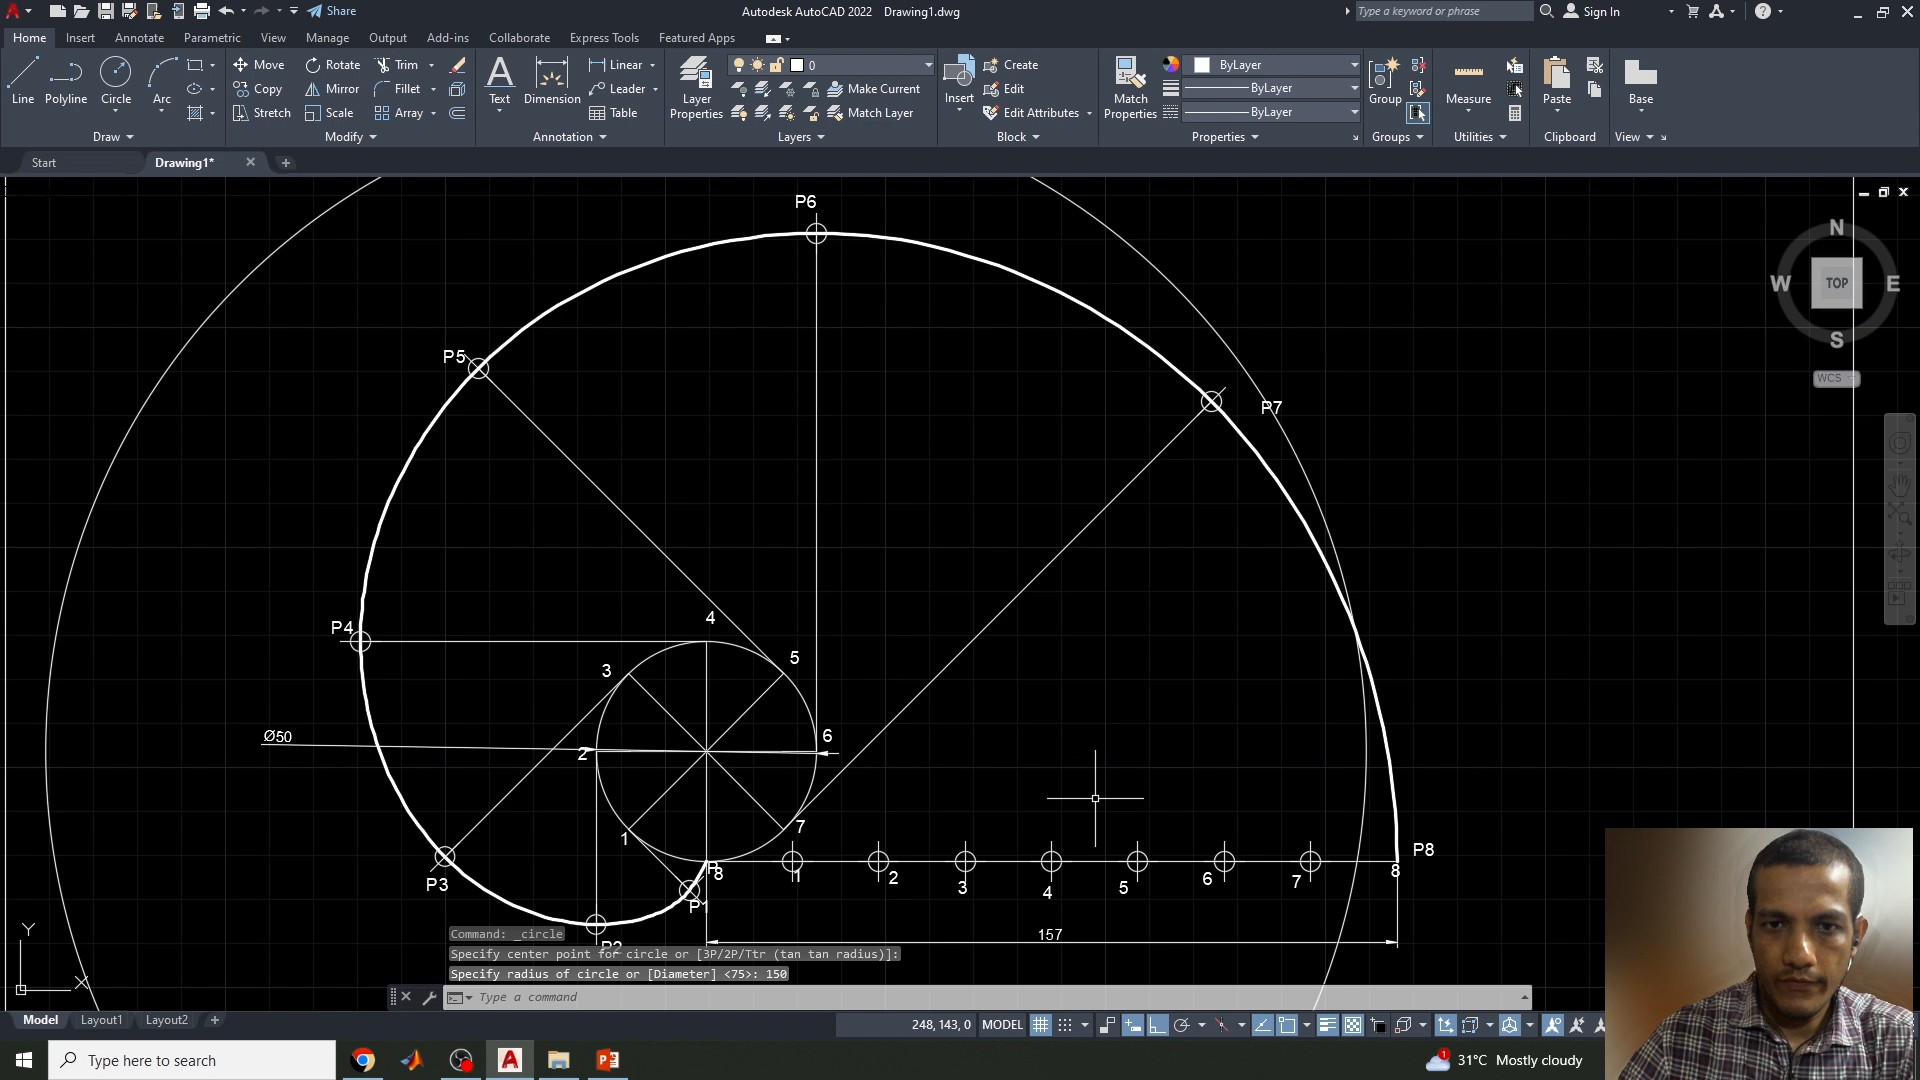 Share
Autodesk AutoCAD 2022 Drawing1.dwg
Type a keyword or phrase
Sign In
Home Insert Annotate Parametric View Manage Output Add-ins Collaborate Express Tools Featured Apps
Line Polyline Circle Arc
Move Rotate Trim
Copy Mirror Fillet
Stretch Scale Array
Text Dimension
Linear
Leader
Table
Layer Properties
0
Make Current
Match Layer
Insert
Create
Edit
Edit Attributes
Match Properties
ByLayer
ByLayer
ByLayer
Group
Measure
Paste
Base
Draw Modify Annotation Layers Block Properties Groups Utilities Clipboard View
Start Drawing1*
P6
N
W TOP E
S
WCS
P5
P7
4
P4
5
3
Ø50
6
2
7
1
P
8
P8
1 2 3 4 5 6 7 8
P3
P1
P2
157
Y
X
Command: _circle
Specify center point for circle or [3P/2P/Ttr (tan tan radius)]:
Specify radius of circle or [Diameter] <75>: 150
Type a command
Model Layout1 Layout2
248, 143, 0 MODEL
Type here to search
1
31°C Mostly cloudy